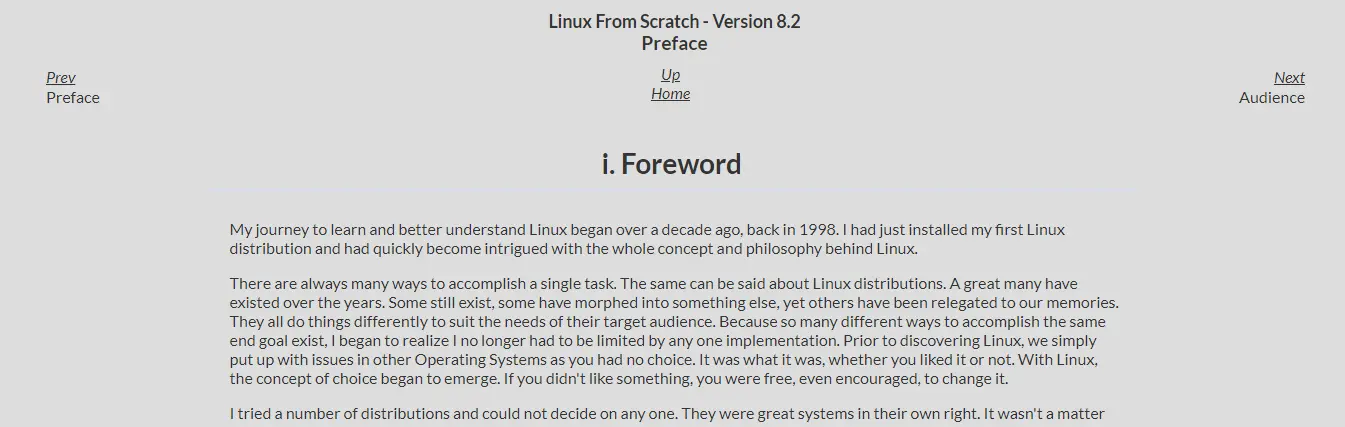 Linux From Scratch - Version 8.2
Preface
Prev
Up
Next
Preface
Home
Audience
i. Foreword
My journey to learn and better understand Linux began over a decade ago, back in 1998. I had just installed my first Linux
distribution and had quickly become intrigued with the whole concept and philosophy behind Linux.
There are always many ways to accomplish a single task. The same can be said about Linux distributions. A great many have
existed over the years. Some still exist, some have morphed into something else, yet others have been relegated to our memories.
They all do things differently to suit the needs of their target audience. Because so many different ways to accomplish the same
end goal exist, I began to realize I no longer had to be limited by any one implementation. Prior to discovering Linux, we simply
put up with issues in other Operating Systems as you had no choice. It was what it was, whether you liked it or not. With Linux,
the concept of choice began to emerge. If you didn't like something, you were free, even encouraged, to change it.
I tried a number of distributions and could not decide on any one. They were great systems in their own right. It wasn't a matter